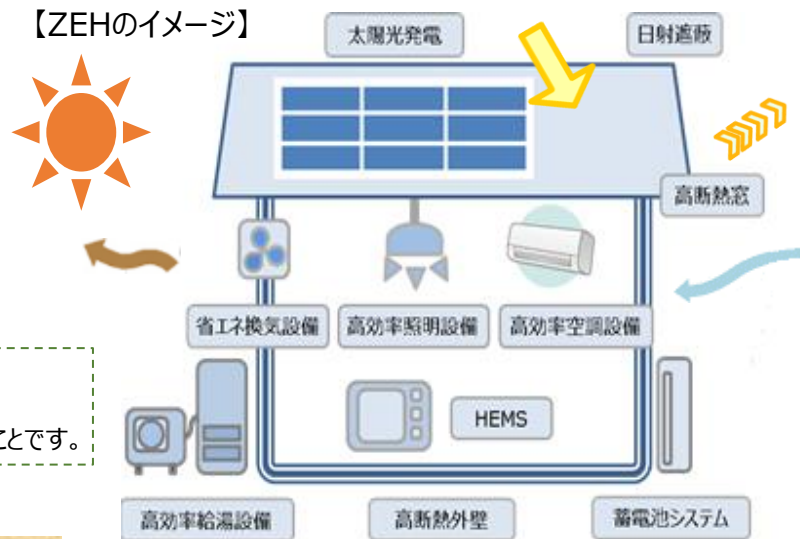 【ZEHのイメージ】
太陽光発電
日射遮蔽
高断熱窓
省エネ換気設備
高効率照明設備
高効率空調設備
HEMS
ことです。
高効率給湯設備
高断熱外壁
蓄電池システム